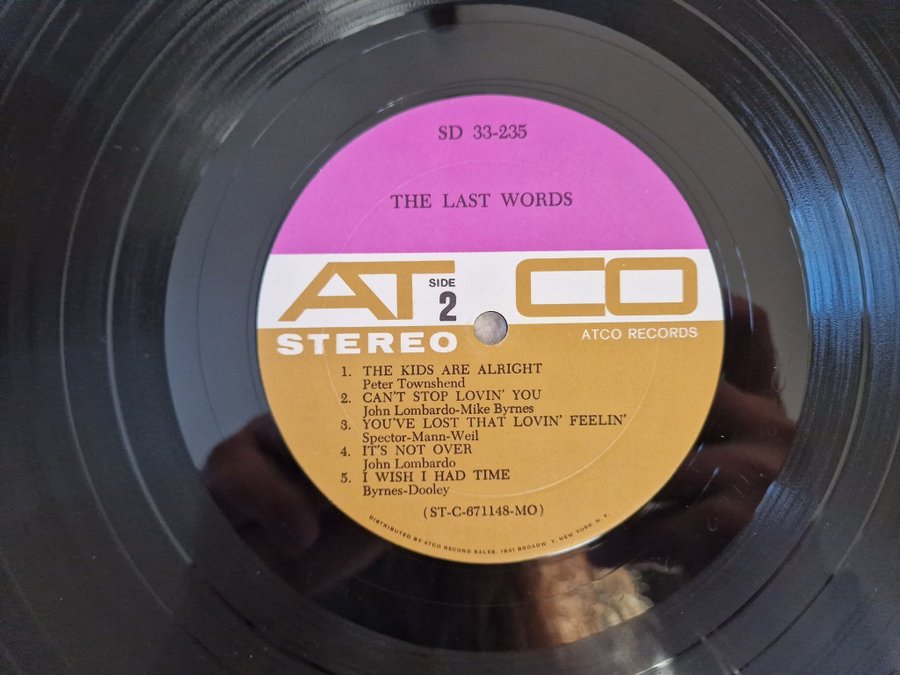 SD 33-235
THE LAST WORDS
ATCO
SIDE
2
STEREO
ATCO RECORDS
1. THE KIDS ARE ALRIGHT
Peter Townshend
2. CAN'T STOP LOVIN' YOU
John Lombardo-Mike Byrnes
3. YOU'VE LOST THAT LOVIN' FEELIN'
Spector-Mann-Weil
4. IT'S NOT OVER
John Lombardo
5. I WISH I HAD TIME
Byrnes-Dooley
(ST-C-671148-MO)
DISTRIBUTED BY ATCO RECORD SALES, 1841 BROADW Y, NEW YORK, N. Y.